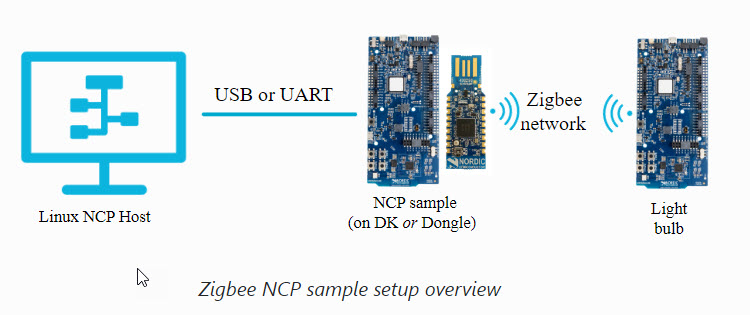 USB or UART
Zigbee
network
NORDIC
Linux NCP Host
NCP sample
(on DK or Dongle)
Light
bulb
Zigbee NCP sample setup overview